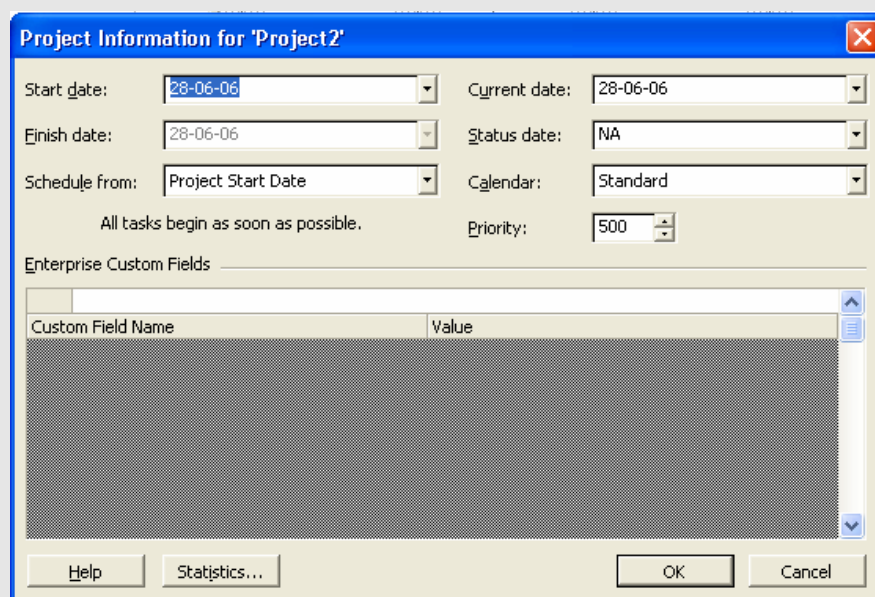 Project Information for 'Project2'
Start date: 28-06-06 Current date: 28-06-06
Finish date: 28-06-06 Status date: NA
Schedule from: Project Start Date Calendar: Standard
All tasks begin as soon as possible. Priority: 500
Enterprise Custom Fields
Custom Field Name Value
Help Statistics... OK Cancel